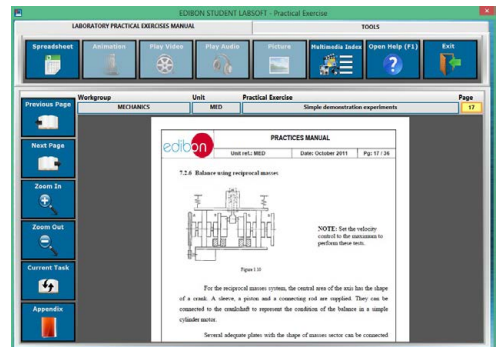 EDIBON STUDENT LABSOFT - Practical Exercise
LABORATORY PRACTICAL EXERCISES MANUAL
TOOLS
Spreadsheet
Animation
Play Video
Play Audio
Picture
Multimedia Index
Open Help (F1)
Exit
Workgroup
Unit
Practical Exercise
Page
MECHANICS
MED
Simple demonstration experiments
17
Previous Page
Next Page
Zoom In
Zoom Out
Current Task
Appendix
edibon
PRACTICES MANUAL
Unit ref.: MED
Date: October 2011
Pg: 17 / 36
7.2.6 Balance using reciprocal masses
NOTE: Set the velocity
control to the maximum to
perform these tests.
Figure 1.10
For the reciprocal masses system, the central area of the axis has the shape
of a crank. A sleeve, a piston and a connecting rod are supplied. They can be
connected to the crankshaft to represent the condition of the balance in a simple
cylinder motor.
Several adequate plates with the shape of masses sector can be connected